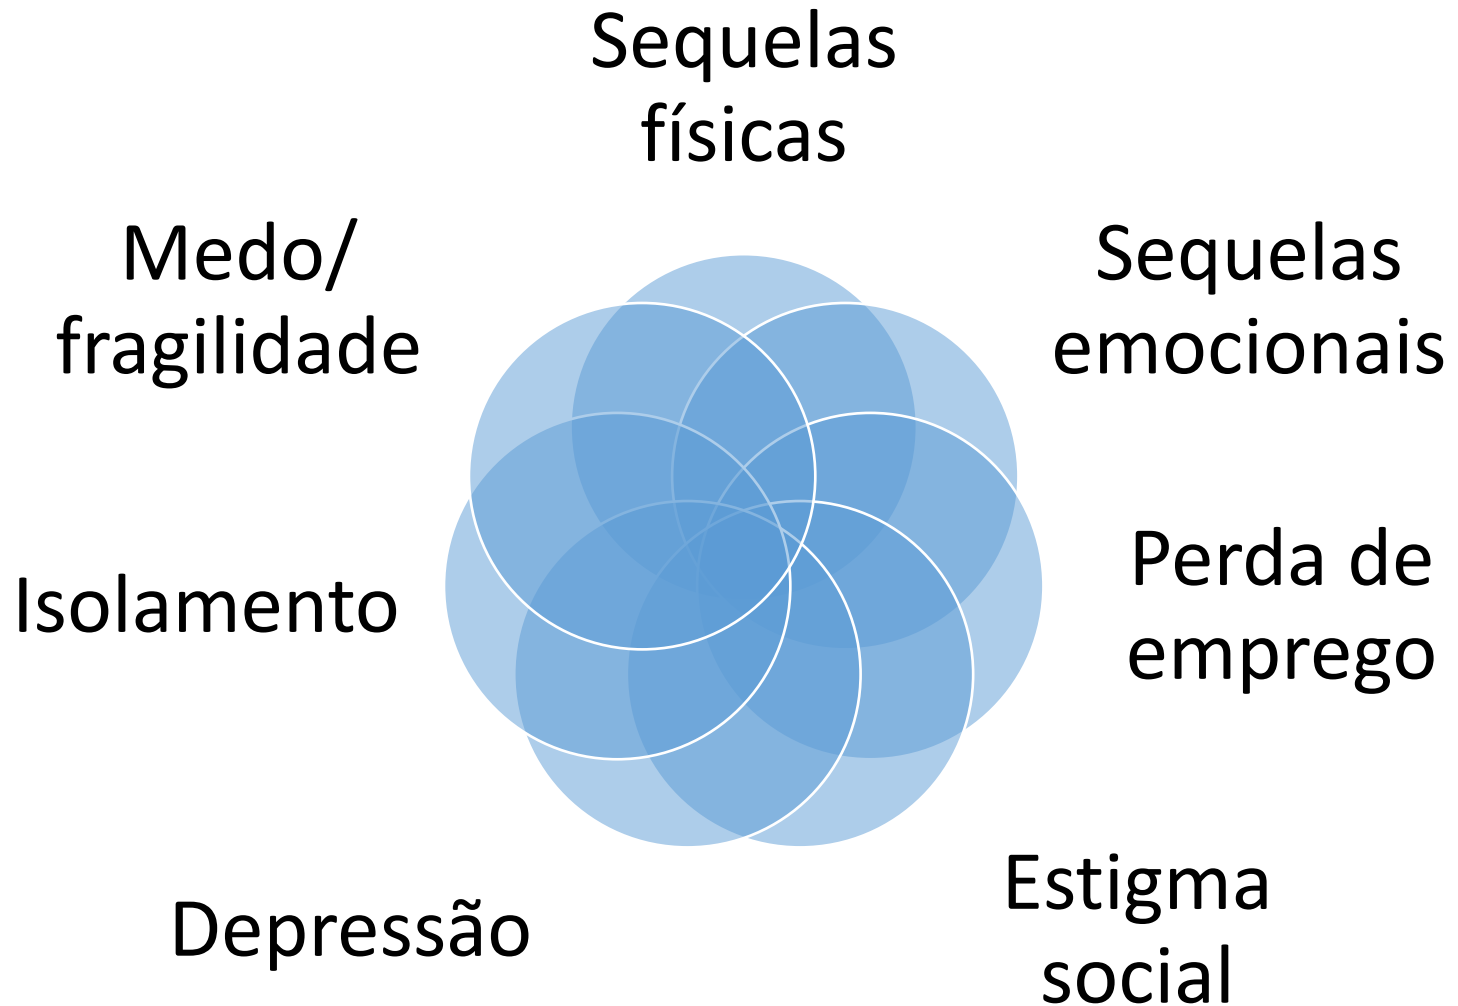 Sequelas
físicas
Sequelas
emocionais
Perda de
emprego
Estigma
social
Depressão
Isolamento
Medo/
fragilidade